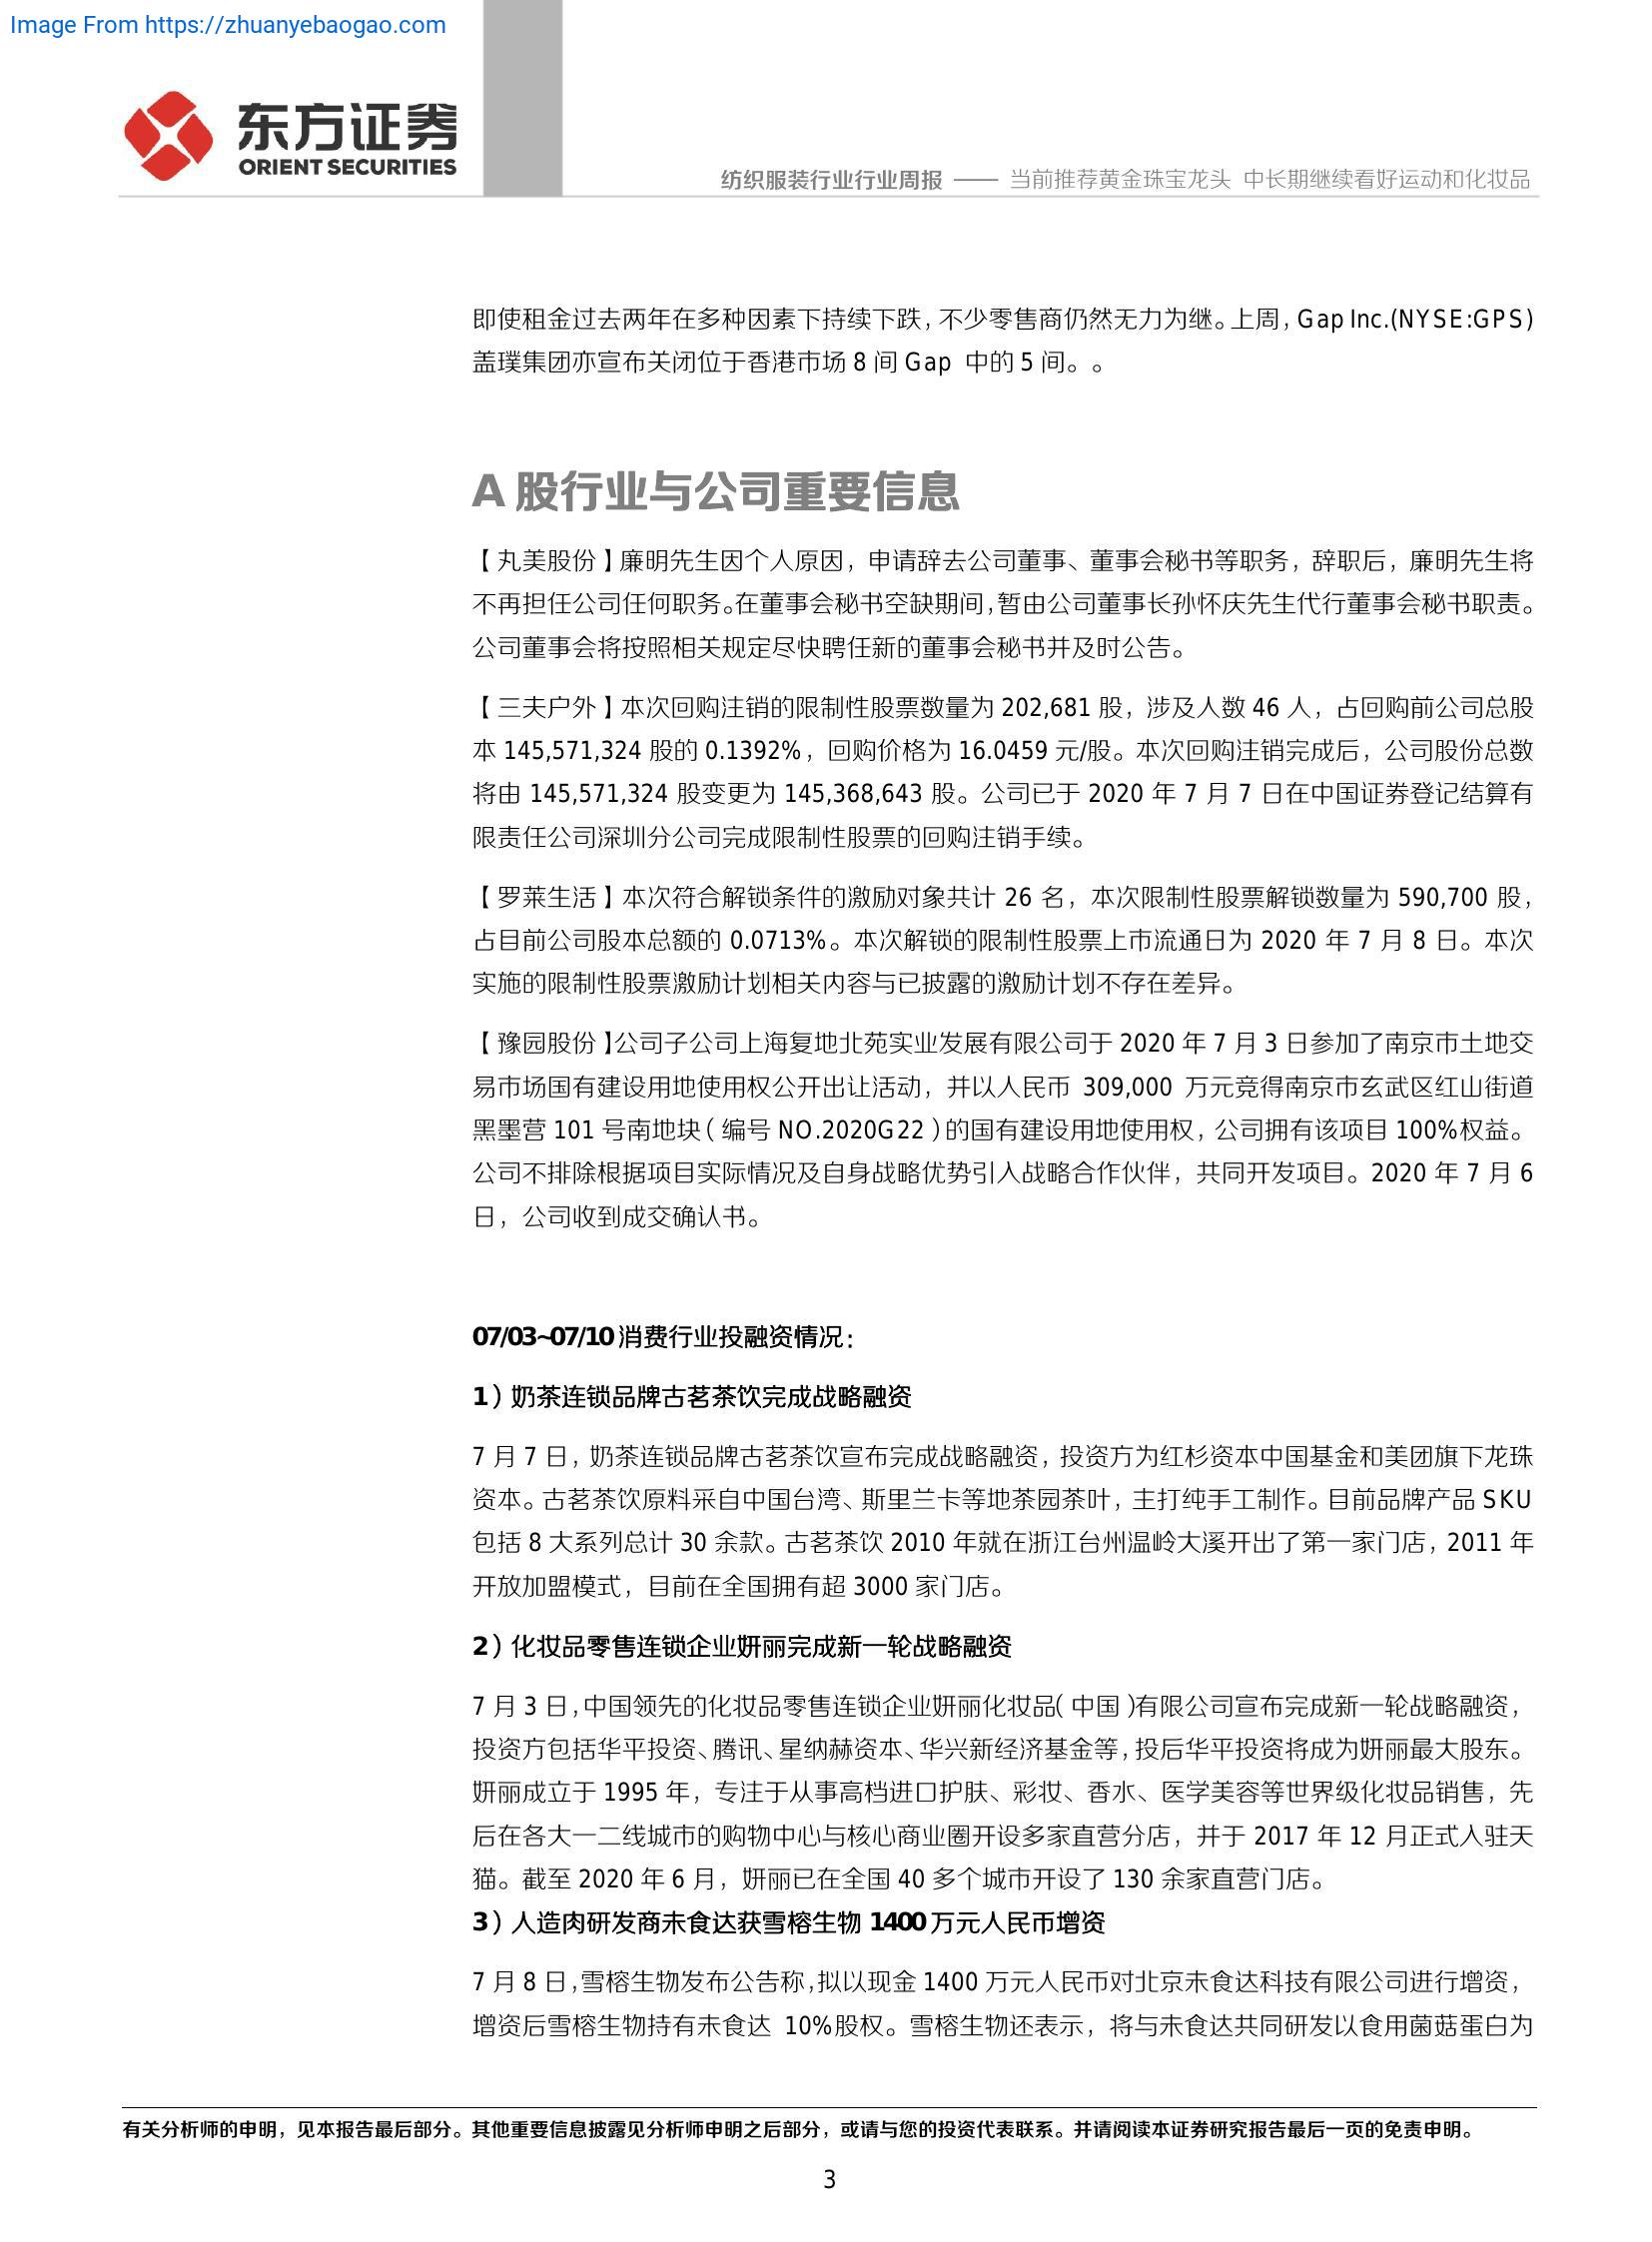 Image From https://zhuanyebaogao.com
东方证券
ORIENT SECURITIES
纺织服装行业行业周报 —— 当前推荐黄金珠宝龙头 中长期继续看好运动和化妆品
即使租金过去两年在多种因素下持续下跌，不少零售商仍然无力为继。上周，Gap Inc.(NYSE:GPS)
盖璞集团亦宣布关闭位于香港市场 8 间 Gap 中的 5 间。。
A 股行业与公司重要信息
【丸美股份】廉明先生因个人原因，申请辞去公司董事、董事会秘书等职务，辞职后，廉明先生将
不再担任公司任何职务。在董事会秘书空缺期间，暂由公司董事长孙怀庆先生代行董事会秘书职责。
公司董事会将按照相关规定尽快聘任新的董事会秘书并及时公告。
【三夫户外】本次回购注销的限制性股票数量为 202,681 股，涉及人数 46 人，占回购前公司总股
本 145,571,324 股的 0.1392%，回购价格为 16.0459 元/股。本次回购注销完成后，公司股份总数
将由 145,571,324 股变更为 145,368,643 股。公司已于 2020 年 7 月 7 日在中国证券登记结算有
限责任公司深圳分公司完成限制性股票的回购注销手续。
【罗莱生活】本次符合解锁条件的激励对象共计 26 名，本次限制性股票解锁数量为 590,700 股，
占目前公司股本总额的 0.0713%。本次解锁的限制性股票上市流通日为 2020 年 7 月 8 日。本次
实施的限制性股票激励计划相关内容与已披露的激励计划不存在差异。
【豫园股份】公司子公司上海复地北苑实业发展有限公司于 2020 年 7 月 3 日参加了南京市土地交
易市场国有建设用地使用权公开出让活动，并以人民币 309,000 万元竞得南京市玄武区红山街道
黑墨营 101 号南地块（编号 NO.2020G22）的国有建设用地使用权，公司拥有该项目 100%权益。
公司不排除根据项目实际情况及自身战略优势引入战略合作伙伴，共同开发项目。2020 年 7 月 6
日，公司收到成交确认书。
07/03~07/10 消费行业投融资情况：
1）奶茶连锁品牌古茗茶饮完成战略融资
7 月 7 日，奶茶连锁品牌古茗茶饮宣布完成战略融资，投资方为红杉资本中国基金和美团旗下龙珠
资本。古茗茶饮原料采自中国台湾、斯里兰卡等地茶园茶叶，主打纯手工制作。目前品牌产品 SKU
包括 8 大系列总计 30 余款。古茗茶饮 2010 年就在浙江台州温岭大溪开出了第一家门店，2011 年
开放加盟模式，目前在全国拥有超 3000 家门店。
2）化妆品零售连锁企业妍丽完成新一轮战略融资
7 月 3 日，中国领先的化妆品零售连锁企业妍丽化妆品（中国）有限公司宣布完成新一轮战略融资，
投资方包括华平投资、腾讯、星纳赫资本、华兴新经济基金等，投后华平投资将成为妍丽最大股东。
妍丽成立于 1995 年，专注于从事高档进口护肤、彩妆、香水、医学美容等世界级化妆品销售，先
后在各大一二线城市的购物中心与核心商业圈开设多家直营分店，并于 2017 年 12 月正式入驻天
猫。截至 2020 年 6 月，妍丽已在全国 40 多个城市开设了 130 余家直营门店。
3）人造肉研发商未食达获雪榕生物 1400 万元人民币增资
7 月 8 日，雪榕生物发布公告称，拟以现金 1400 万元人民币对北京未食达科技有限公司进行增资，
增资后雪榕生物持有未食达 10%股权。雪榕生物还表示，将与未食达共同研发以食用菌菇蛋白为
有关分析师的申明，见本报告最后部分。其他重要信息披露见分析师申明之后部分，或请与您的投资代表联系。并请阅读本证券研究报告最后一页的免责申明。
3